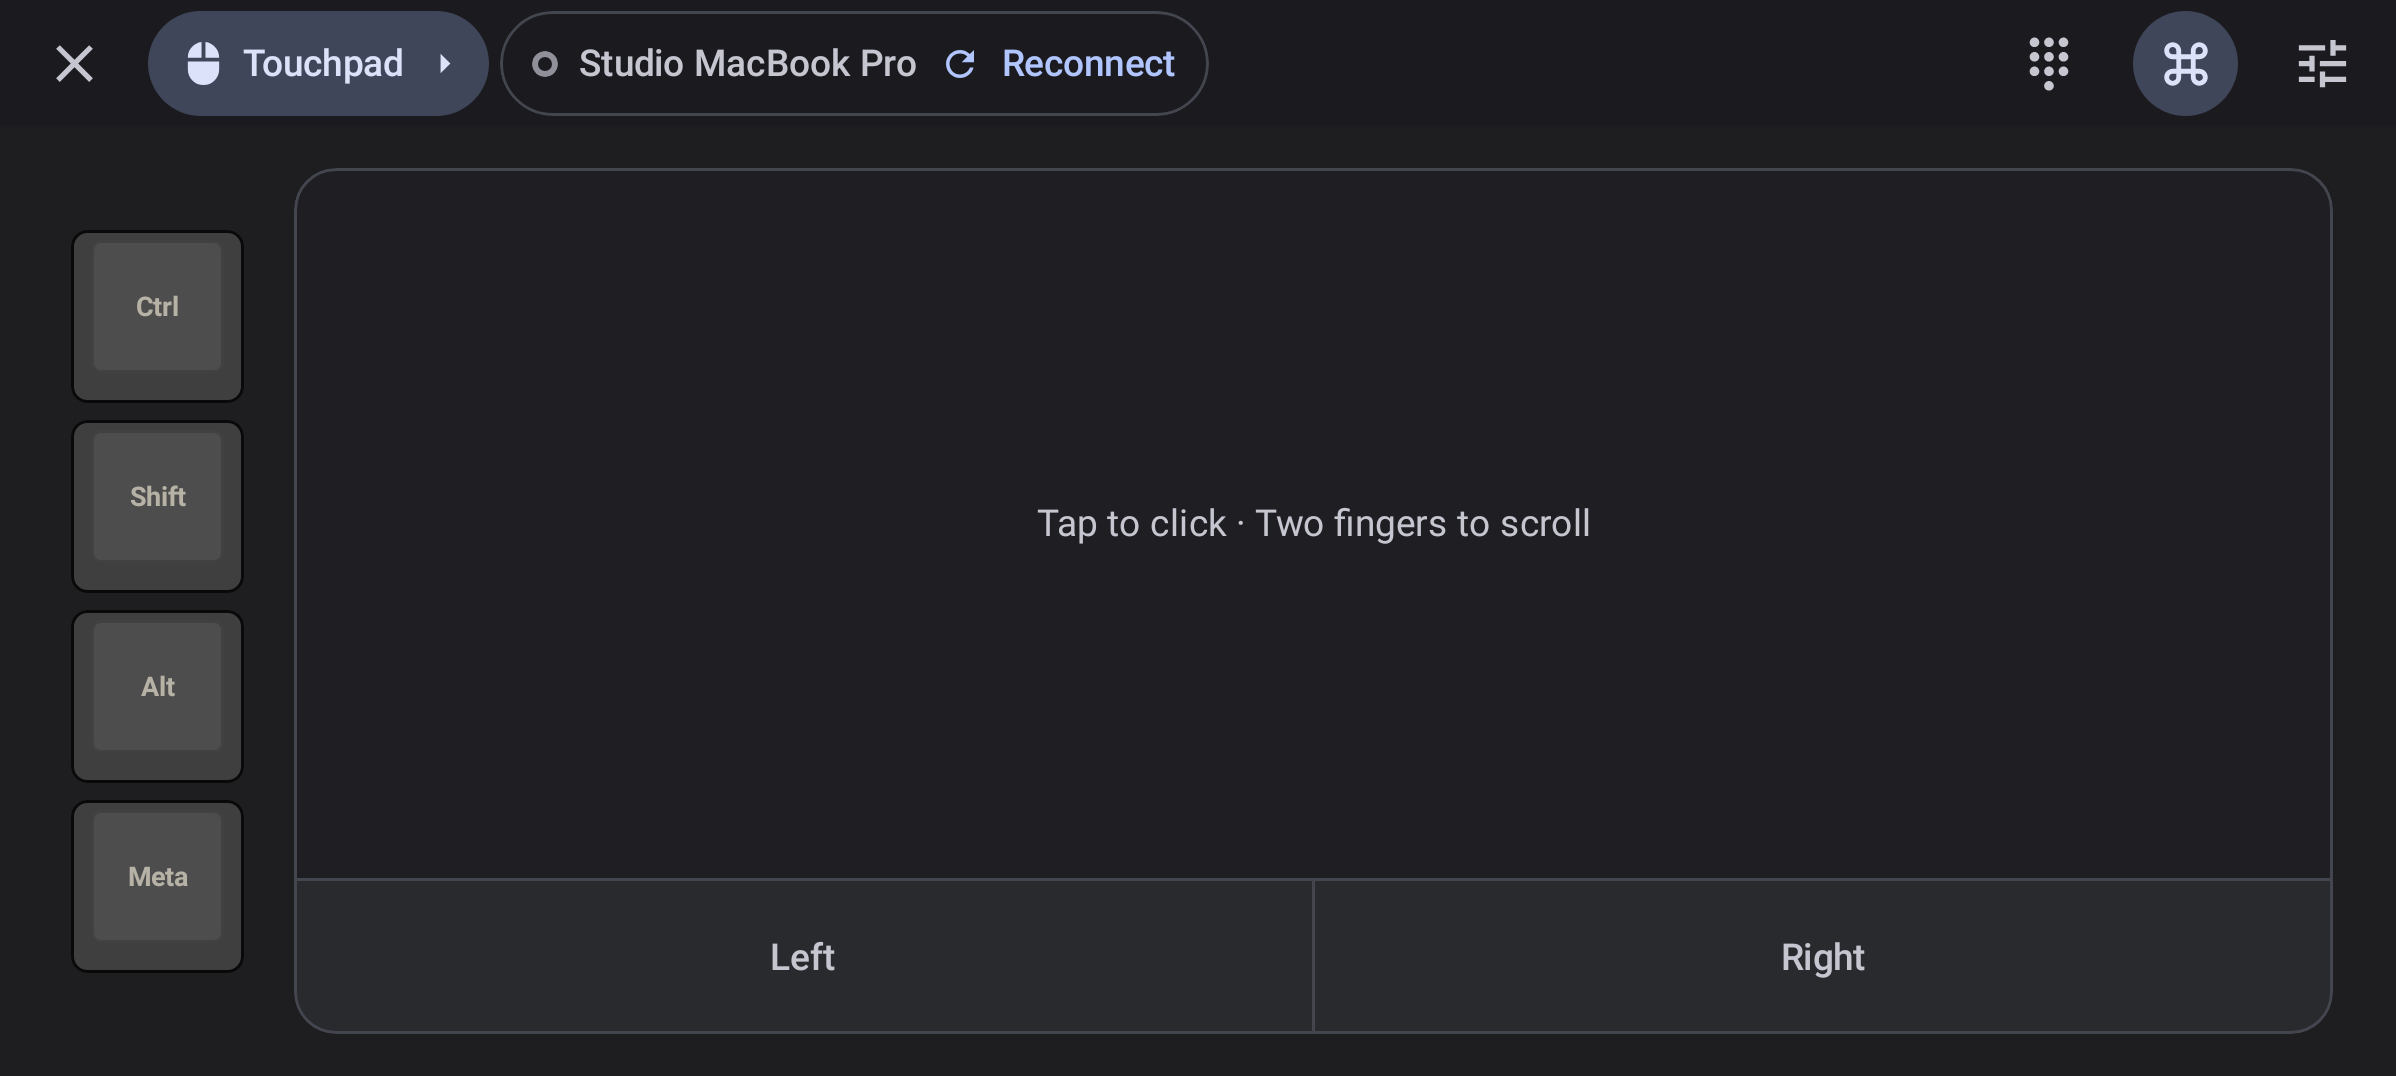 Touchpad
Studio MacBook Pro Reconnect
Ctrl
Shift
Alt
Meta
Tap to click · Two fingers to scroll
Left
Right